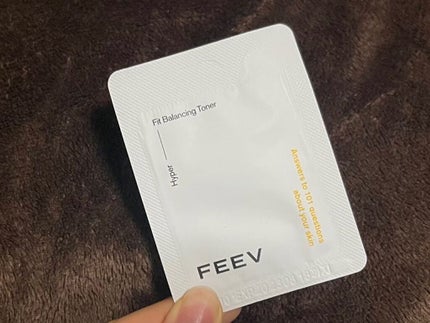 Fit Balancing Toner
Hyper
Answers to 101 questions
about your skin
FEEV